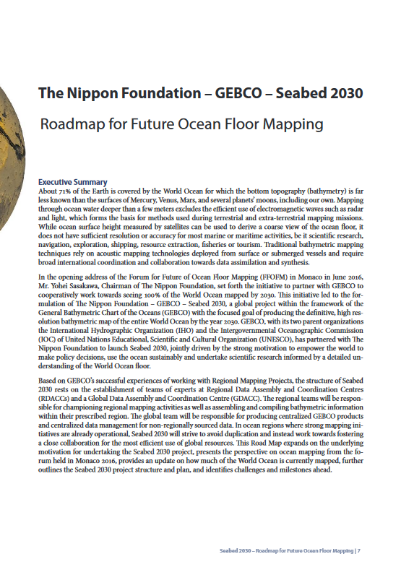 The Nippon Foundation – GEBCO – Seabed 2030
Roadmap for Future Ocean Floor Mapping
Executive Summary
About 71% of the Earth is covered by the World Ocean for which the bottom topography (bathymetry) is far
less known than the surfaces of Mercury, Venus, Mars, and several planets' moons, including our own. Mapping
through ocean water deeper than a few meters excludes the efficient use of electromagnetic waves such as radar
and light, which forms the basis for methods used during terrestrial and extra-terrestrial mapping missions.
While ocean surface height measured by satellites can be used to derive a coarse view of the ocean floor, it
does not have sufficient resolution or accuracy for most marine or maritime activities, be it scientific research,
navigation, exploration, shipping, resource extraction, fisheries or tourism. Traditional bathymetric mapping
techniques rely on acoustic mapping technologies deployed from surface or submerged vessels and require
broad international coordination and collaboration towards data assimilation and synthesis.
In the opening address of the Forum for Future of Ocean Floor Mapping (FFOFM) in Monaco in June 2016,
Mr. Yohei Sasakawa, Chairman of The Nippon Foundation, set forth the initiative to partner with GEBCO to
cooperatively work towards seeing 100% of the World Ocean mapped by 2030. This initiative led to the for-
mulation of The Nippon Foundation – GEBCO – Seabed 2030, a global project within the framework of the
General Bathymetric Chart of the Oceans (GEBCO) with the focused goal of producing the definitive, high res-
olution bathymetric map of the entire World Ocean by the year 2030. GEBCO, with its two parent organizations
the International Hydrographic Organization (IHO) and the Intergovernmental Oceanographic Commission
(IOC) of United Nations Educational, Scientific and Cultural Organization (UNESCO), has partnered with The
Nippon Foundation to launch Seabed 2030, jointly driven by the strong motivation to empower the world to
make policy decisions, use the ocean sustainably and undertake scientific research informed by a detailed un-
derstanding of the World Ocean floor.
Based on GEBCO's successful experiences of working with Regional Mapping Projects, the structure of Seabed
2030 rests on the establishment of teams of experts at Regional Data Assembly and Coordination Centres
(RDACCs) and a Global Data Assembly and Coordination Centre (GDACC). The regional teams will be respon-
sible for championing regional mapping activities as well as assembling and compiling bathymetric information
within their prescribed region. The global team will be responsible for producing centralized GEBCO products
and centralized data management for non-regionally sourced data. In ocean regions where strong mapping ini-
tiatives are already operational, Seabed 2030 will strive to avoid duplication and instead work towards fostering
a close collaboration for the most efficient use of global resources. This Road Map expands on the underlying
motivation for undertaking the Seabed 2030 project, presents the perspective on ocean mapping from the fo-
rum held in Monaco 2016, provides an update on how much of the World Ocean is currently mapped, further
outlines the Seabed 2030 project structure and plan, and identifies challenges and milestones ahead.
Seabed 2030 – Roadmap for Future Ocean Floor Mapping | 7